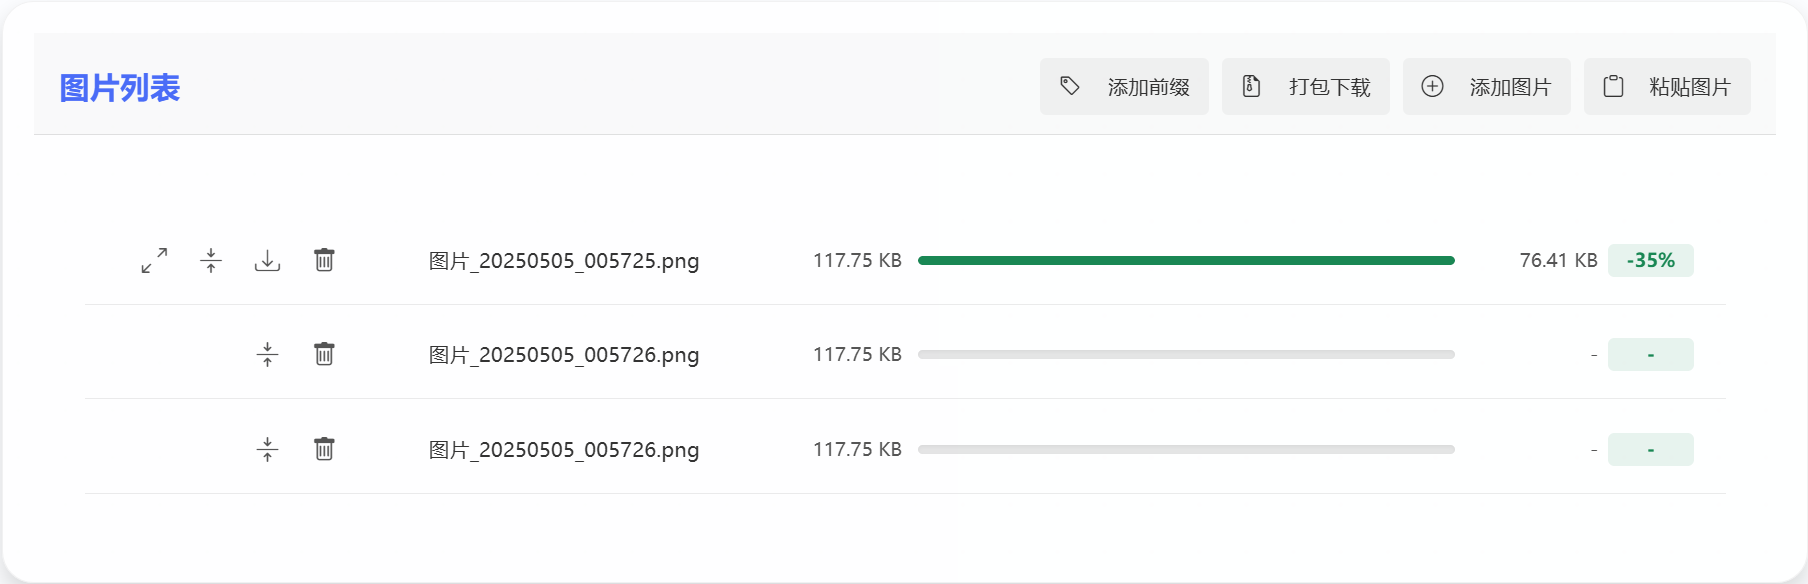 图片列表 添加前缀 打包下载 添加图片 粘贴图片
图片_20250505_005725.png 117.75 KB 76.41 KB -35%
图片_20250505_005726.png 117.75 KB - -
图片_20250505_005726.png 117.75 KB - -